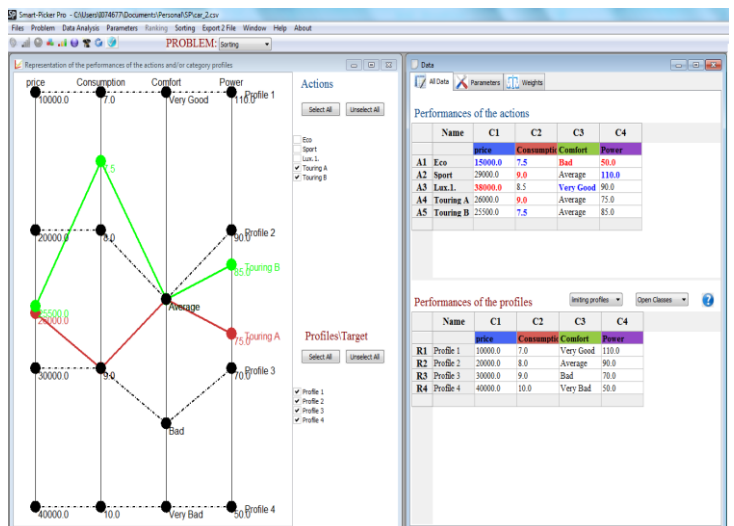 Smart-Picker Pro - C:\Users\I074677\Documents\Personal\SP\car_2.csv
Files Problem Data Analysis Parameters Ranking Sorting Export 2 File Window Help About
PROBLEM: Sorting
Representation of the performances of the actions and/or category profiles
price Consumption Comfort Power
10000.0 7.0 Very Good 110.0 Profile 1
7.5
20000.0 8.0 90.0 Profile 2
85.0 Touring B
Average
25500.0
26000.0
75.0 Touring A
30000.0 9.0 70.0 Profile 3
Bad
40000.0 10.0 Very Bad 50.0 Profile 4
Actions
Select All Unselect All
Eco
Sport
Lux.1.
Touring A
Touring B
Profiles\Target
Select All Unselect All
Profile 1
Profile 2
Profile 3
Profile 4
Data
All Data Parameters Weights
Performances of the actions
Name C1 C2 C3 C4
price Consumptic Comfort Power
A1 Eco 15000.0 7.5 Bad 50.0
A2 Sport 29000.0 9.0 Average 110.0
A3 Lux.1. 38000.0 8.5 Very Good 90.0
A4 Touring A 26000.0 9.0 Average 75.0
A5 Touring B 25500.0 7.5 Average 85.0
Performances of the profiles limiting profiles Open Classes ?
Name C1 C2 C3 C4
price Consumptic Comfort Power
R1 Profile 1 10000.0 7.0 Very Good 110.0
R2 Profile 2 20000.0 8.0 Average 90.0
R3 Profile 3 30000.0 9.0 Bad 70.0
R4 Profile 4 40000.0 10.0 Very Bad 50.0